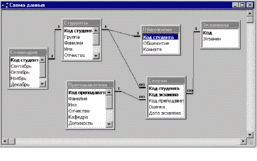 Схема данных
Стипендия
Код студента
Сентябрь
Октябрь
Ноябрь
Декабрь
Студенты
Код студента
Группа
Фамилия
Имя
Отчество
Общежитие
Код студента
Общежитие
Комната
Экзамены
Код
Экзамен
Преподаватели
Код преподавателя
Фамилия
Имя
Отчество
Кафедра
Должность
Сессия
Код студента
Код экзамена
Код преподавателя
Оценка
Дата экзамена